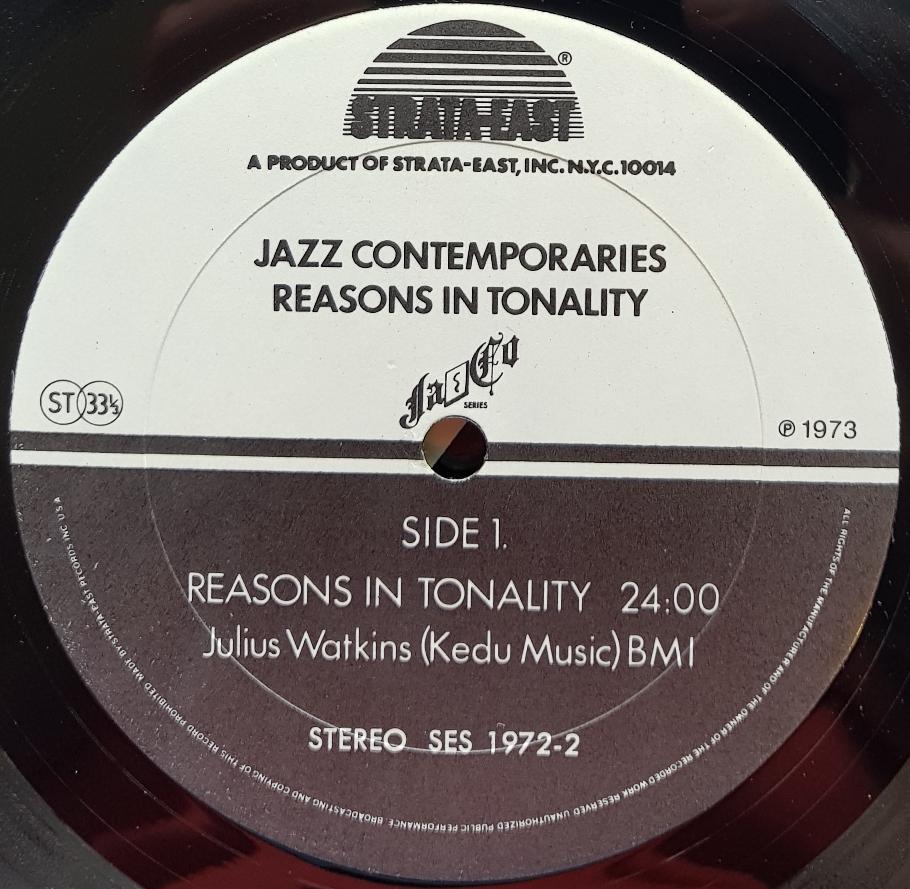 STRATA-EAST ®
A PRODUCT OF STRATA-EAST, INC. N.Y.C. 10014
JAZZ CONTEMPORARIES
REASONS IN TONALITY
JazCo
SERIES
ST 33⅓
℗ 1973
SIDE 1.
REASONS IN TONALITY 24:00
Julius Watkins (Kedu Music) BMI
STEREO SES 1972-2
ALL RIGHTS OF THE MANUFACTURER AND OF THE OWNER OF THE RECORDED WORK RESERVED UNAUTHORIZED PUBLIC PERFORMANCE, BROADCASTING AND COPYING OF THIS RECORD PROHIBITED MADE BY STRATA-EAST RECORDS INC U.S.A